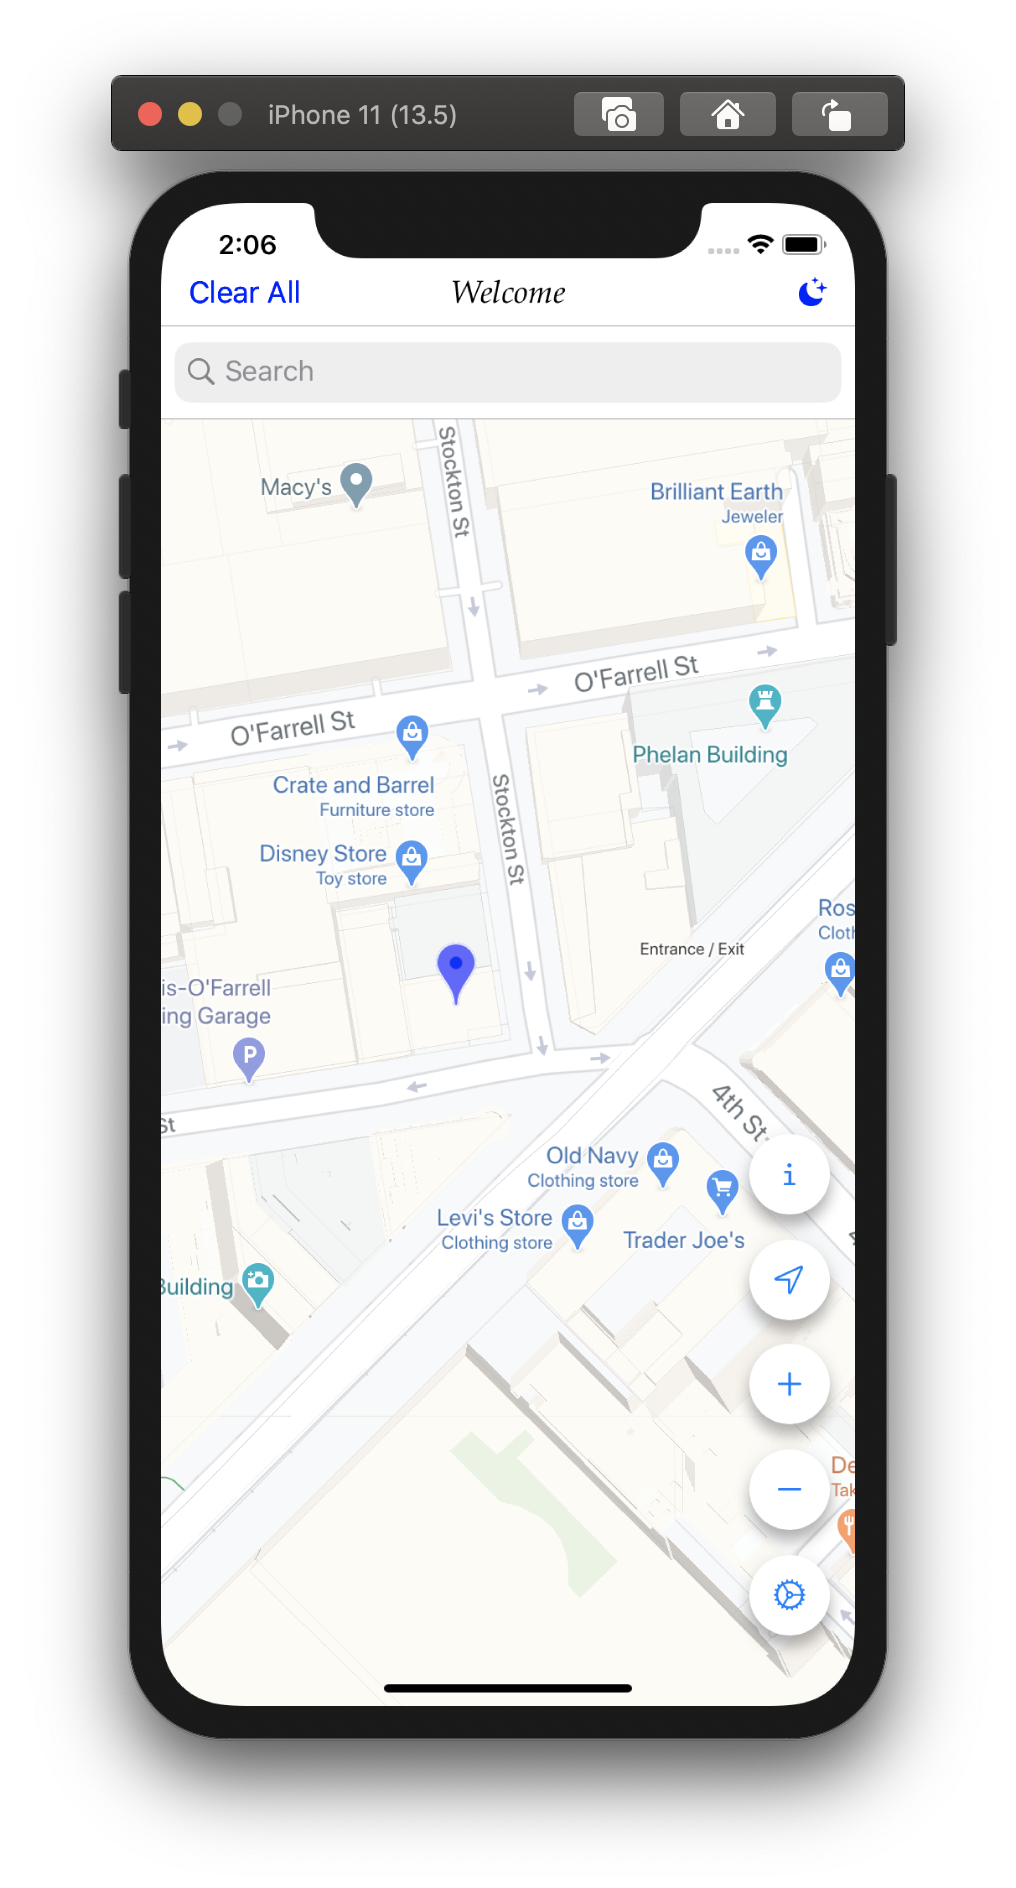 iPhone 11 (13.5)
2:06
Clear All
Welcome
Search
Stockton St
Macy's
Brilliant Earth
Jeweler
O'Farrell St
O'Farrell St
Phelan Building
Crate and Barrel
Furniture store
Stockton St
Disney Store
Toy store
Ros
Cloth
Entrance / Exit
is-O'Farrell
ing Garage
P
St
4th St
Old Navy
Clothing store
i
Levi's Store
Clothing store
Trader Joe's
Building
De
Tak